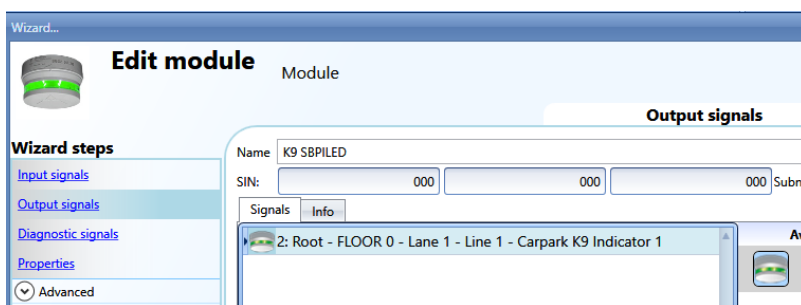 Wizard...
Edit module
Module
Output signals
Wizard steps
Name K9 SBPILED
Input signals
SIN: 000 000 000
Output signals
Signals Info
Diagnostic signals
2: Root - FLOOR 0 - Lane 1 - Line 1 - Carpark K9 Indicator 1
Properties
Advanced